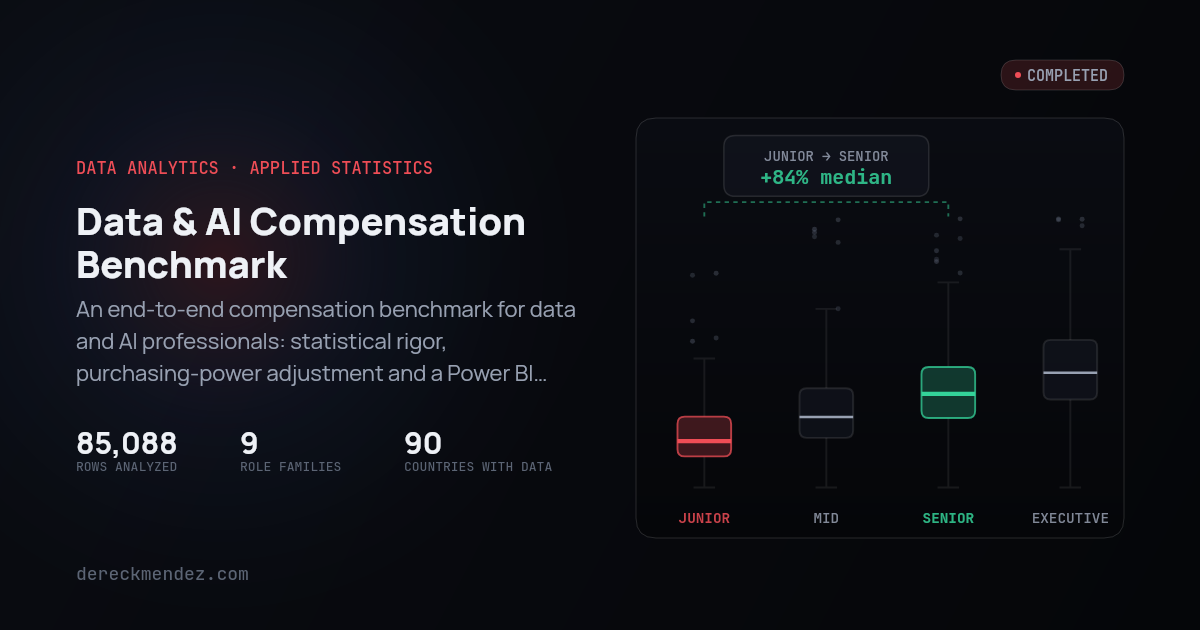 COMPLETED
DATA ANALYTICS · APPLIED STATISTICS
Data & AI Compensation
Benchmark
An end-to-end compensation benchmark for data
and AI professionals: statistical rigor,
purchasing-power adjustment and a Power BI…
85,088
ROWS ANALYZED
9
ROLE FAMILIES
90
COUNTRIES WITH DATA
dereckmendez.com
JUNIOR → SENIOR
+84% median
JUNIOR
MID
SENIOR
EXECUTIVE